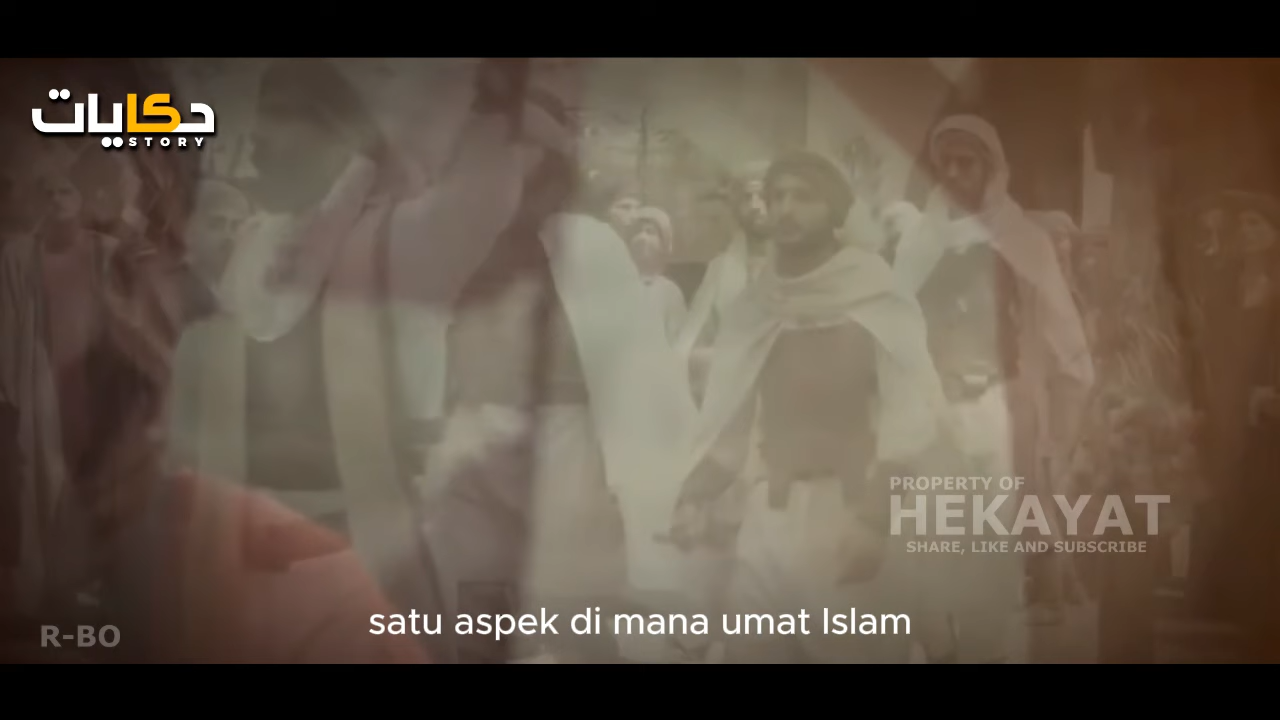 حكايات
STORY
PROPERTY OF
HEKAYAT
SHARE, LIKE AND SUBSCRIBE
satu aspek di mana umat Islam
R-BO